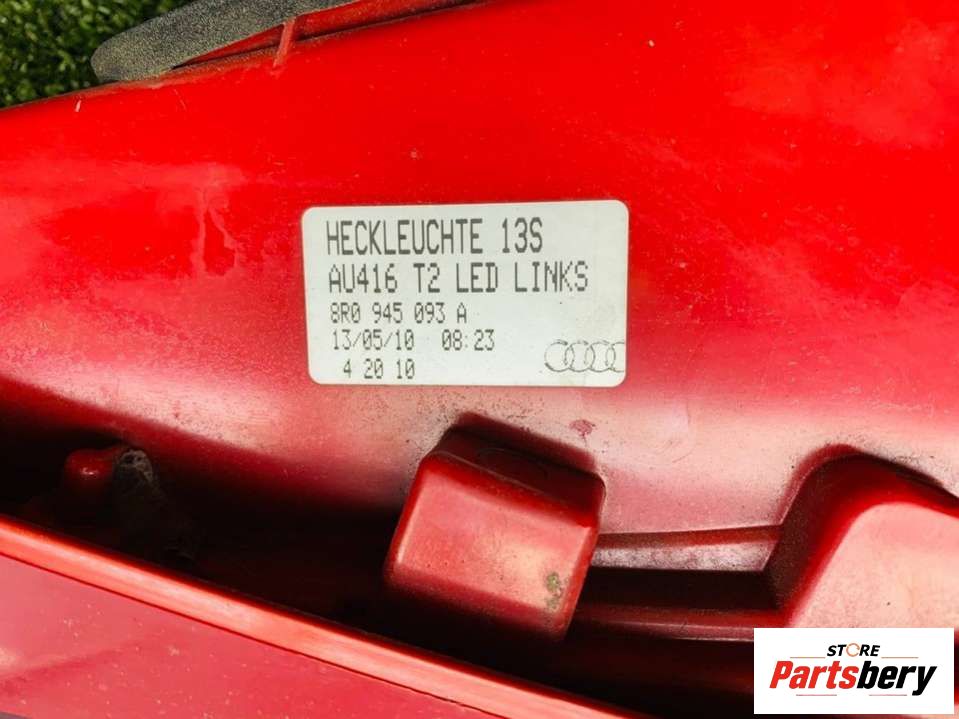 HECKLEUCHTE 13S
AU416 T2 LED LINKS
8R0 945 093 A
13/05/10 08:23
4 20 10
STORE
Partsbery